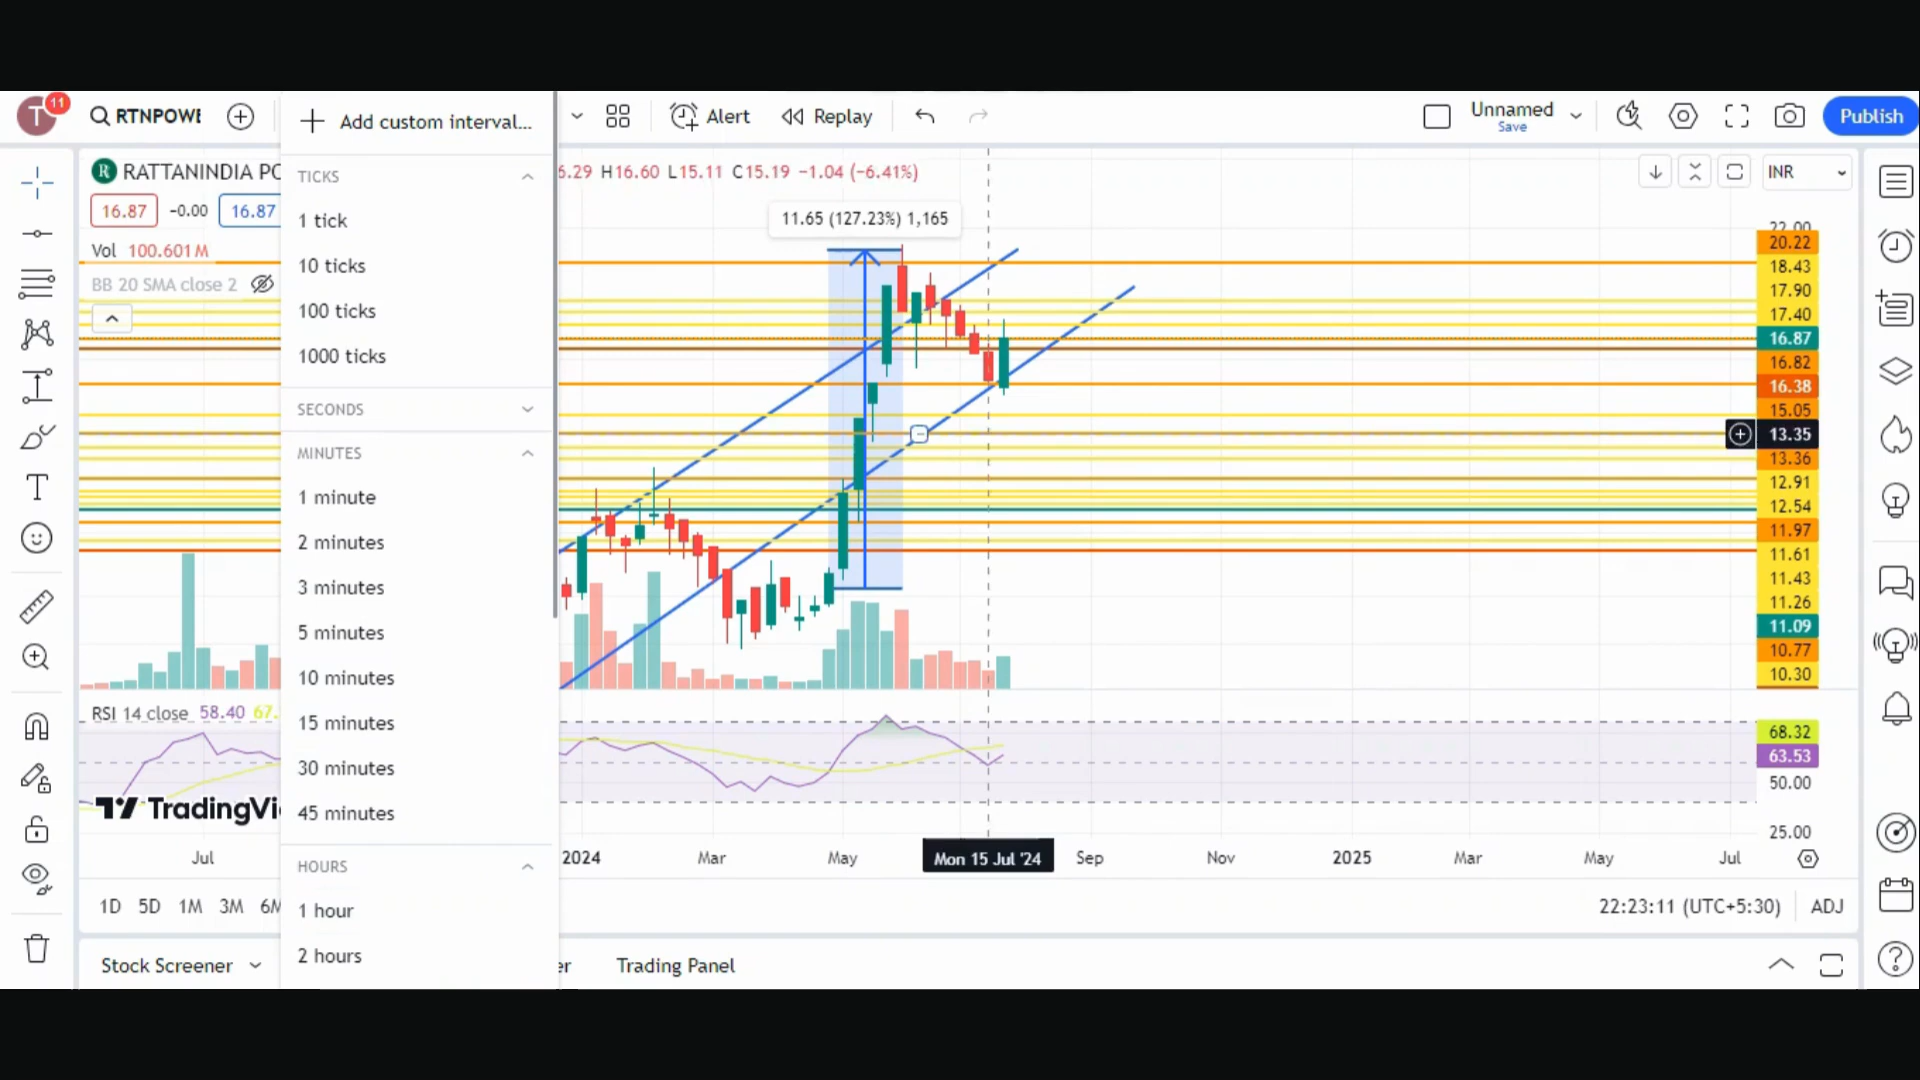 T 11 RTNPOWE Add custom interval... Alert Replay Unnamed Save Publish
R RATTANINDIA PC 6.29 H16.60 L15.11 C15.19 −1.04 (−6.41%) INR
16.87 -0.00 16.87
Vol 100.601M
BB 20 SMA close 2
11.65 (127.23%) 1,165
TICKS
1 tick
10 ticks
100 ticks
1000 ticks
SECONDS
MINUTES
1 minute
2 minutes
3 minutes
5 minutes
10 minutes
15 minutes
30 minutes
45 minutes
HOURS
1 hour
2 hours
22.00
20.22
18.43
17.90
17.40
16.87
16.82
16.38
15.05
13.35
13.36
12.91
12.54
11.97
11.61
11.43
11.26
11.09
10.77
10.30
RSI 14 close 58.40 67.
68.32
63.53
50.00
25.00
TradingVi
Jul 2024 Mar May Mon 15 Jul '24 Sep Nov 2025 Mar May Jul
1D 5D 1M 3M 6M 22:23:11 (UTC+5:30) ADJ
Stock Screener er Trading Panel